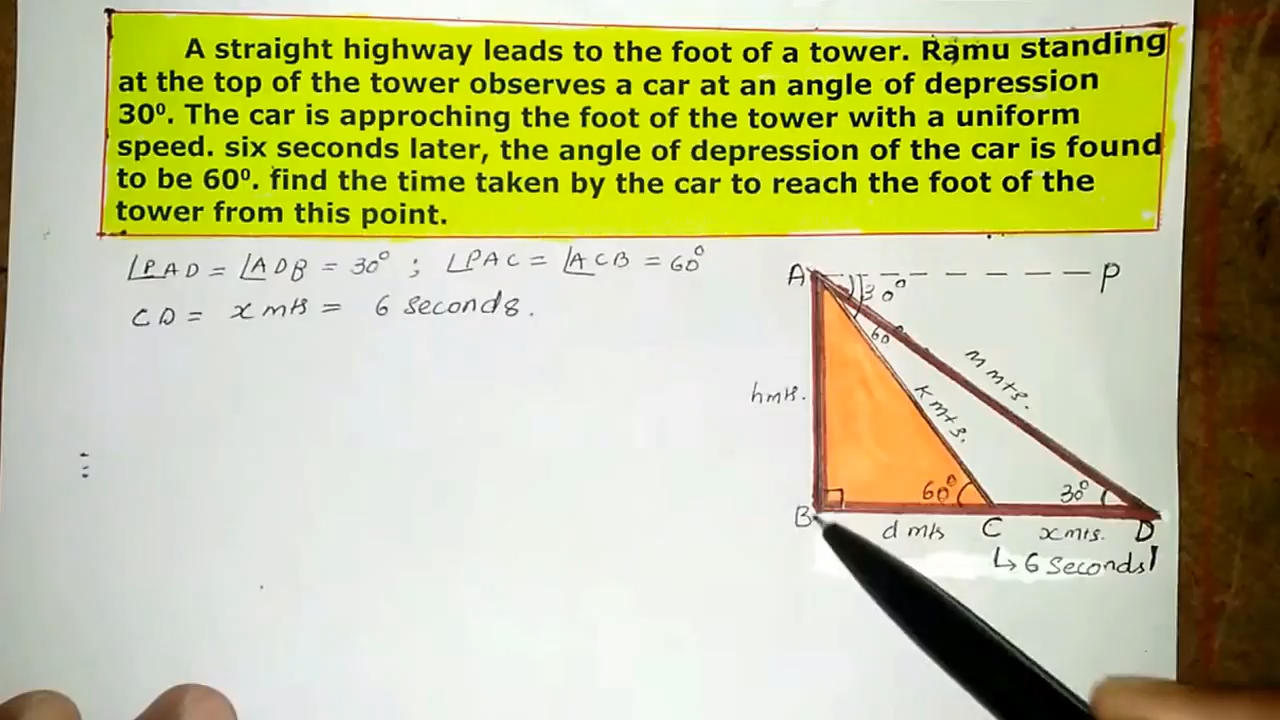 A straight highway leads to the foot of a tower. Ramu standing
at the top of the tower observes a car at an angle of depression
30⁰. The car is approching the foot of the tower with a uniform
speed. six seconds later, the angle of depression of the car is found
to be 60⁰. find the time taken by the car to reach the foot of the
tower from this point.
∠PAD = ∠ADB = 30° ; ∠PAC = ∠ACB = 60°
CD = x mts = 6 seconds.
A
P
30°
60°
M mts.
K mts.
h mts.
60°
30°
B
d mts
C
x mts.
D
↳ 6 seconds